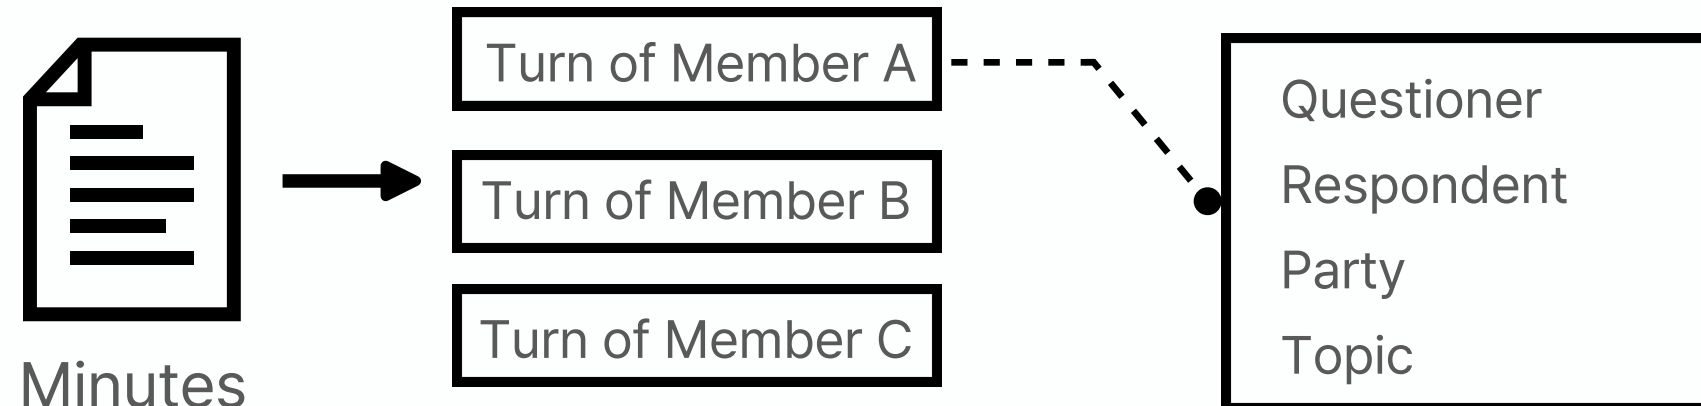 Minutes
Turn of Member A
Turn of Member B
Turn of Member C
Questioner
Respondent
Party
Topic